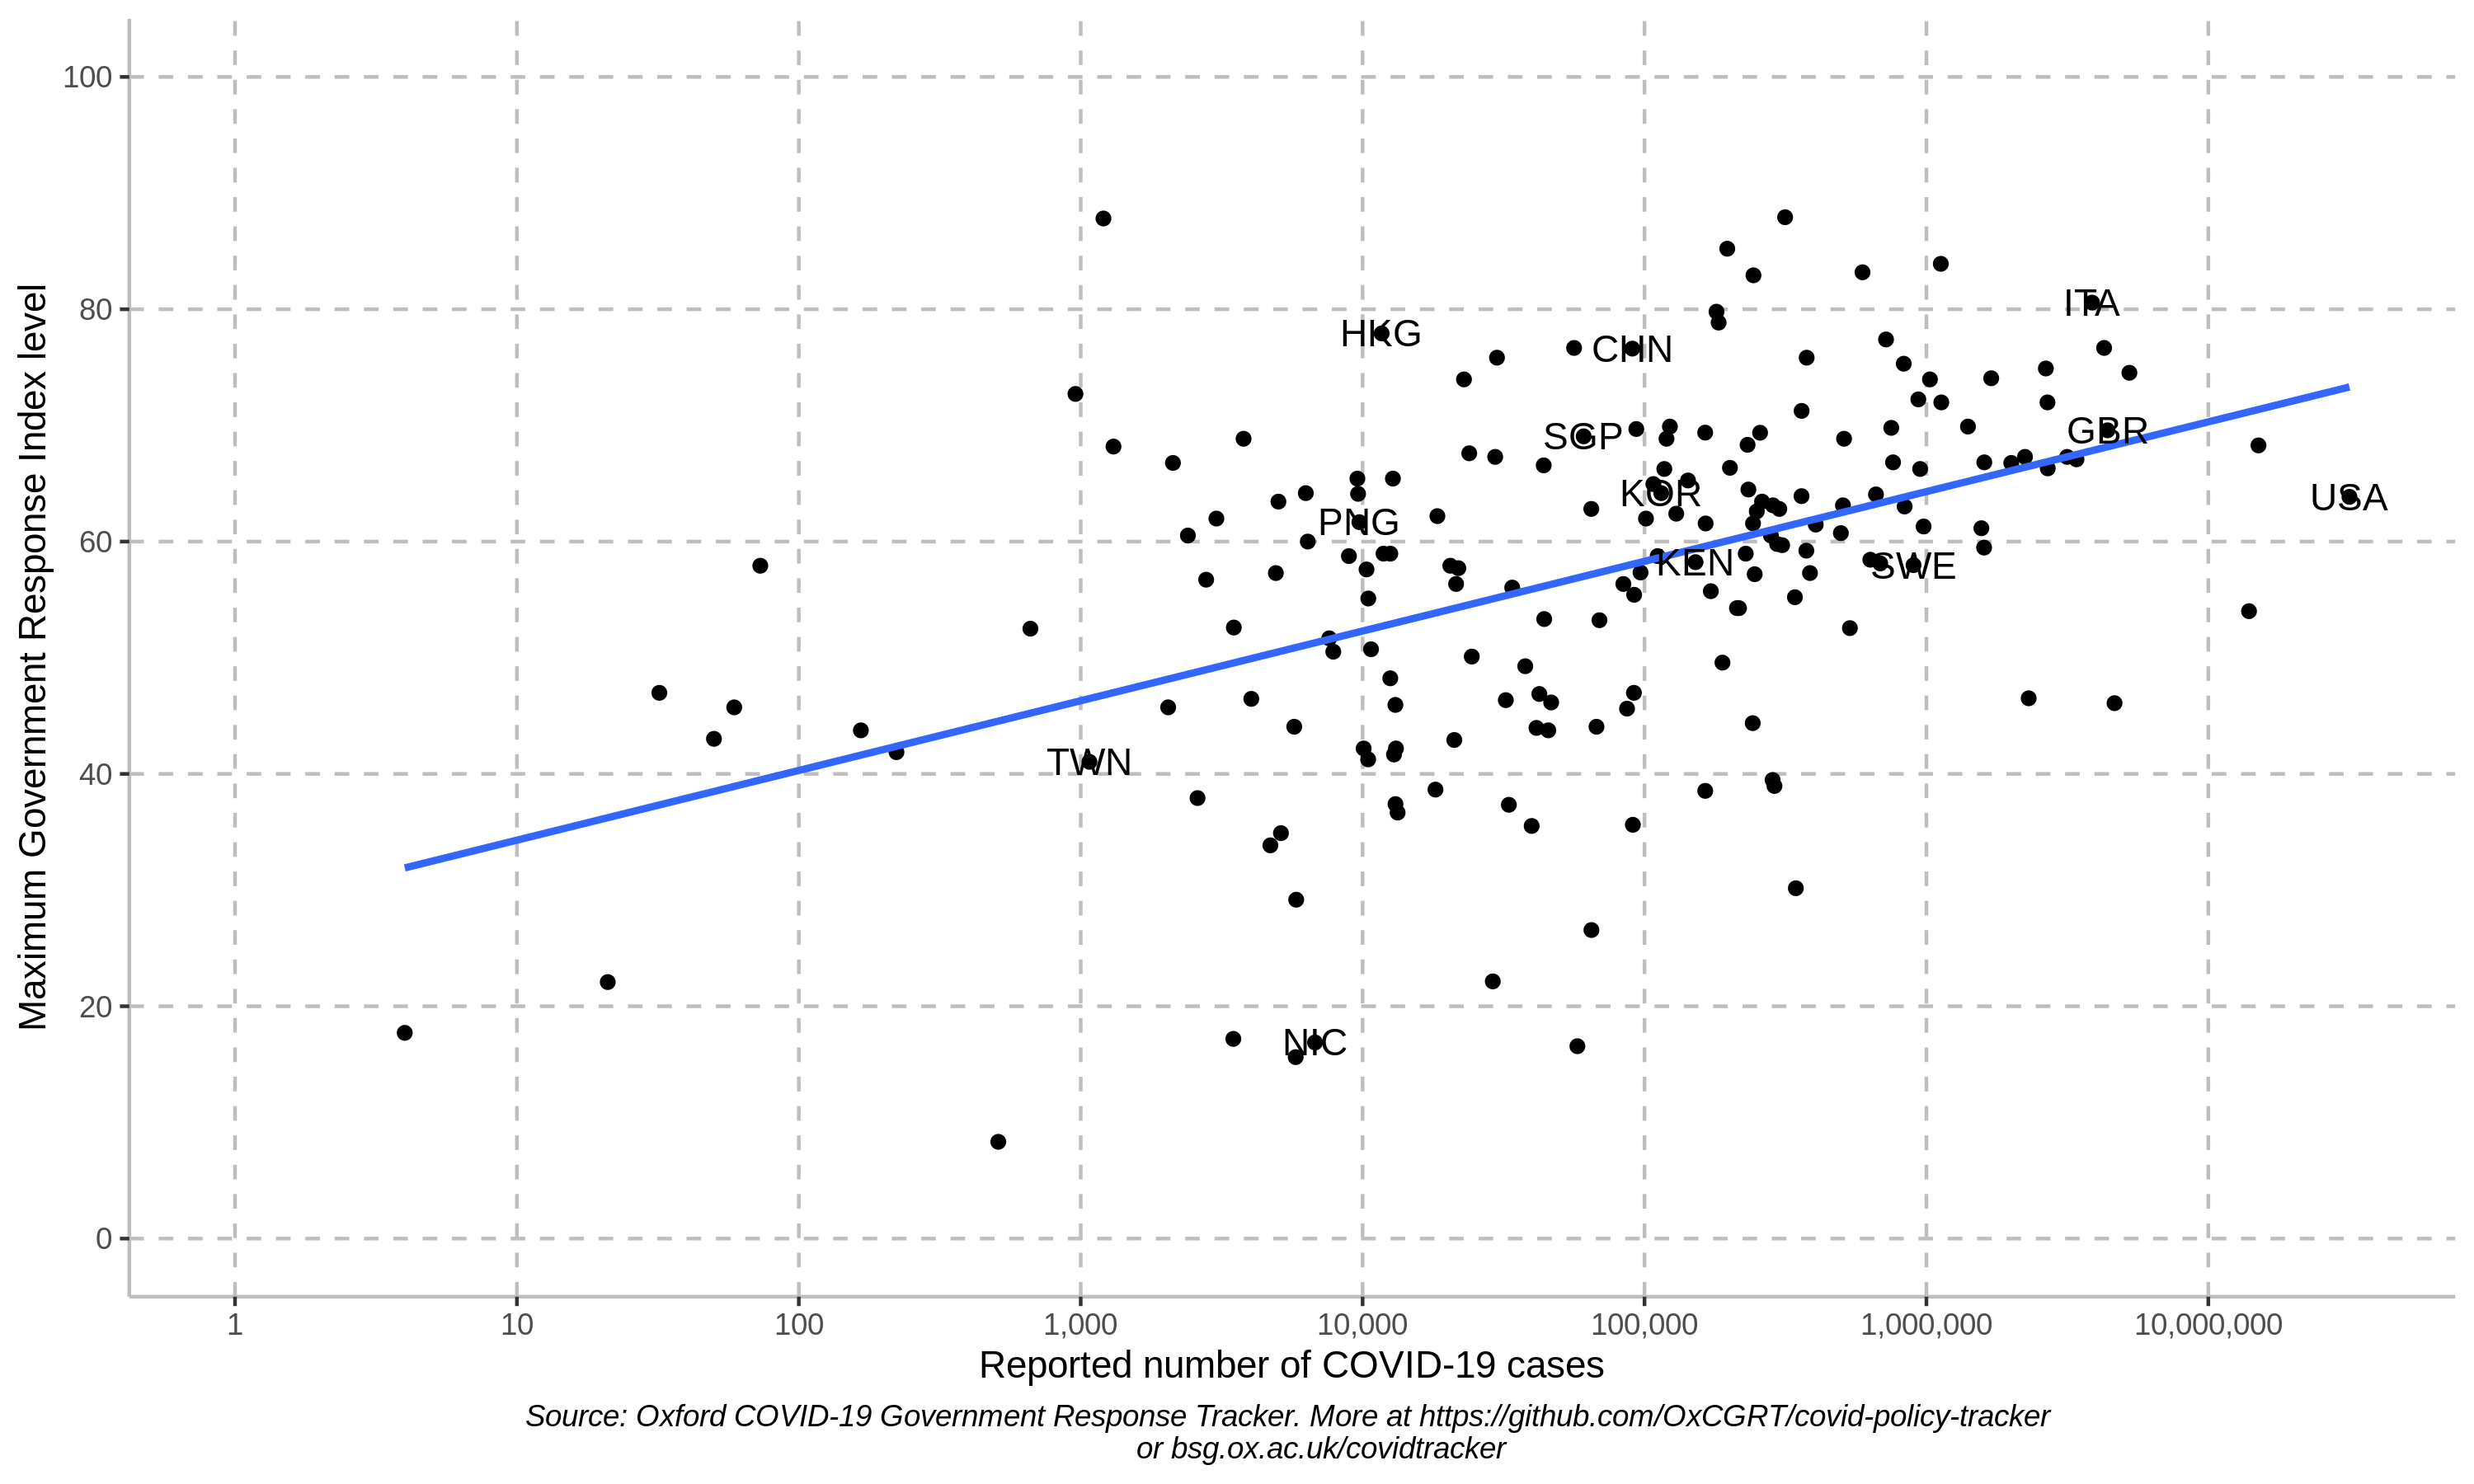 Maximum Government Response Index level
100
80
60
40
20
0
ITA
HKG
CHN
GBR
SGP
KOR
USA
PNG
KEN
SWE
TWN
NIC
1
10
100
1,000
10,000
100,000
1,000,000
10,000,000
Reported number of COVID-19 cases
Source: Oxford COVID-19 Government Response Tracker. More at https://github.com/OxCGRT/covid-policy-tracker
or bsg.ox.ac.uk/covidtracker